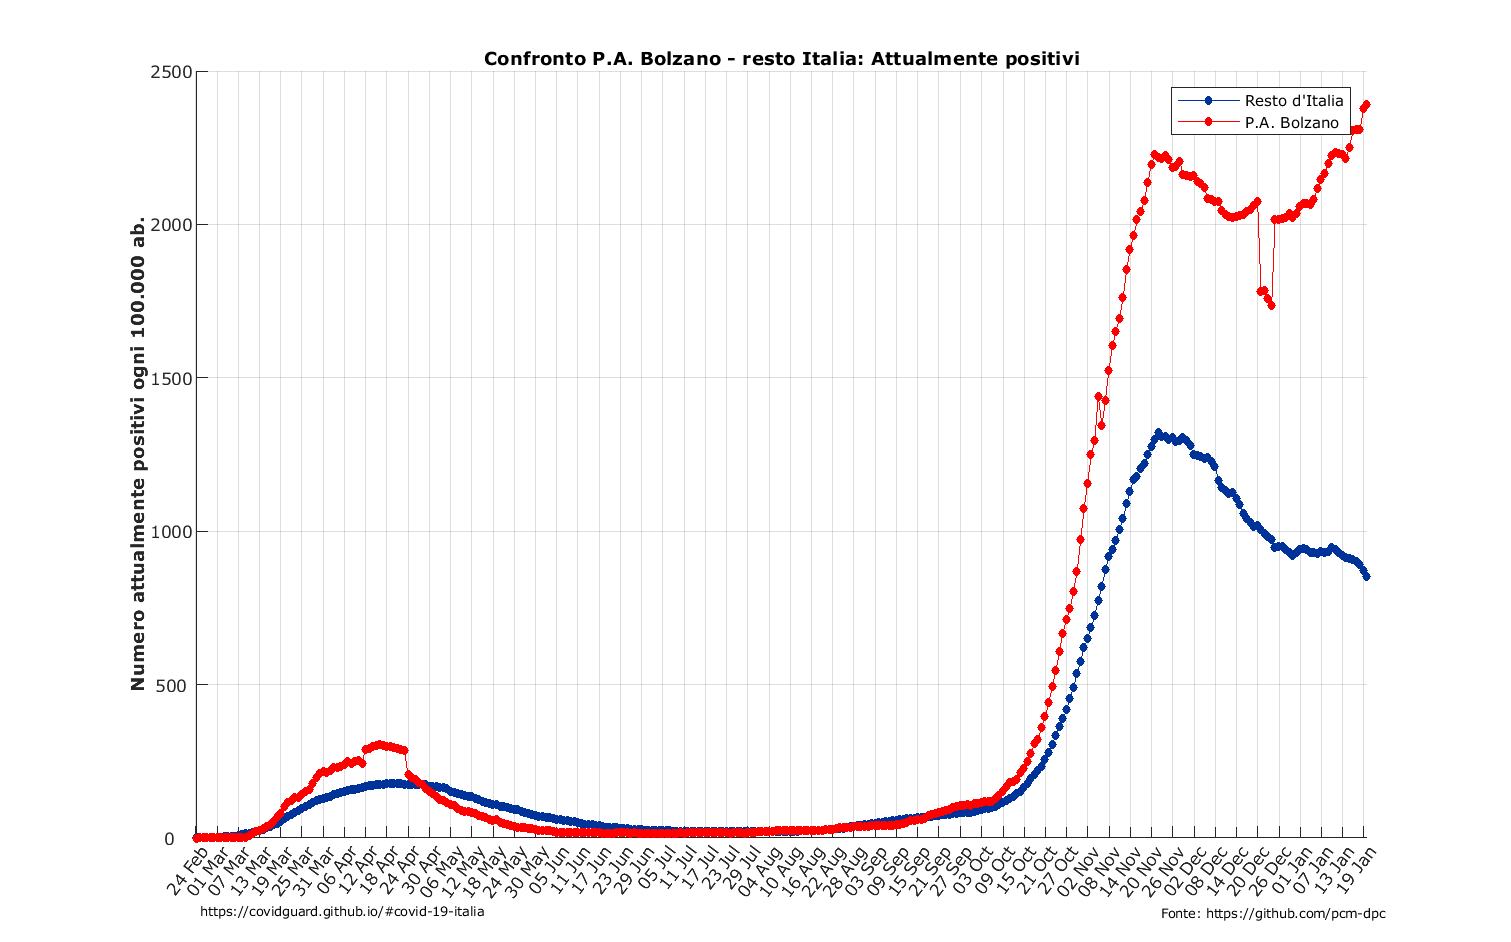 Confronto P.A. Bolzano - resto Italia: Attualmente positivi
Resto d'Italia
P.A. Bolzano
Numero attualmente positivi ogni 100.000 ab.
2500
2000
1500
1000
500
0
24 Feb
01 Mar
07 Mar
13 Mar
19 Mar
25 Mar
31 Mar
06 Apr
12 Apr
18 Apr
24 Apr
30 Apr
06 May
12 May
18 May
24 May
30 May
05 Jun
11 Jun
17 Jun
23 Jun
29 Jun
05 Jul
11 Jul
17 Jul
23 Jul
29 Jul
04 Aug
10 Aug
16 Aug
22 Aug
28 Aug
03 Sep
09 Sep
15 Sep
21 Sep
27 Sep
03 Oct
09 Oct
15 Oct
21 Oct
27 Oct
02 Nov
08 Nov
14 Nov
20 Nov
26 Nov
02 Dec
08 Dec
14 Dec
20 Dec
26 Dec
01 Jan
07 Jan
13 Jan
19 Jan
https://covidguard.github.io/#covid-19-italia
Fonte: https://github.com/pcm-dpc